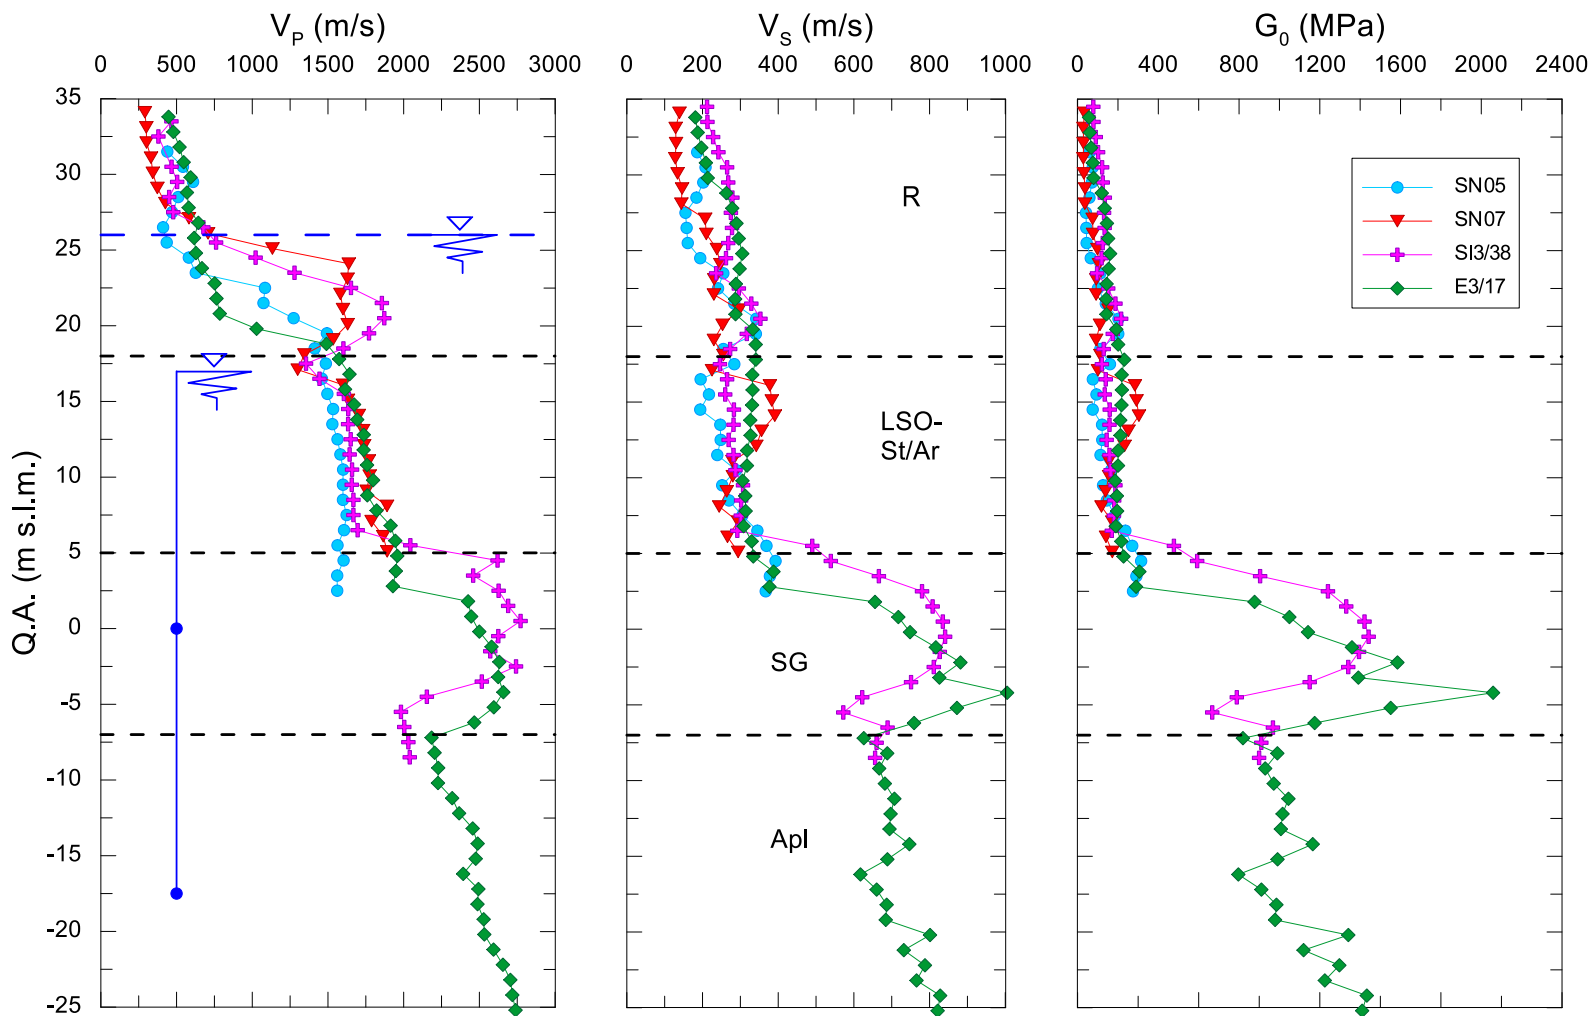 V_P (m/s)
V_S (m/s)
G_0 (MPa)
0 500 1000 1500 2000 2500 3000
0 200 400 600 800 1000
0 400 800 1200 1600 2000 2400
35
30
25
20
15
10
5
0
-5
-10
-15
-20
-25
Q.A. (m s.l.m.)
R
LSO-
St/Ar
SG
Apl
SN05
SN07
SI3/38
E3/17